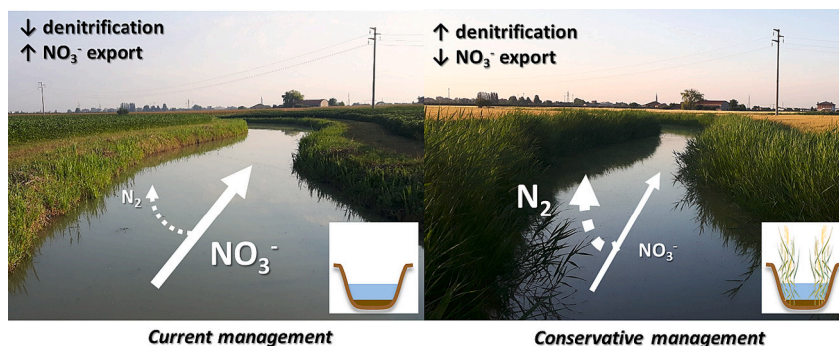 ↓ denitrification
↑ NO₃⁻ export
N₂
NO₃⁻
Current management
↑ denitrification
↓ NO₃⁻ export
N₂
NO₃⁻
Conservative management